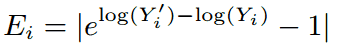 E_i = |e^{log(Y_i′)−log(Y_i)} − 1|